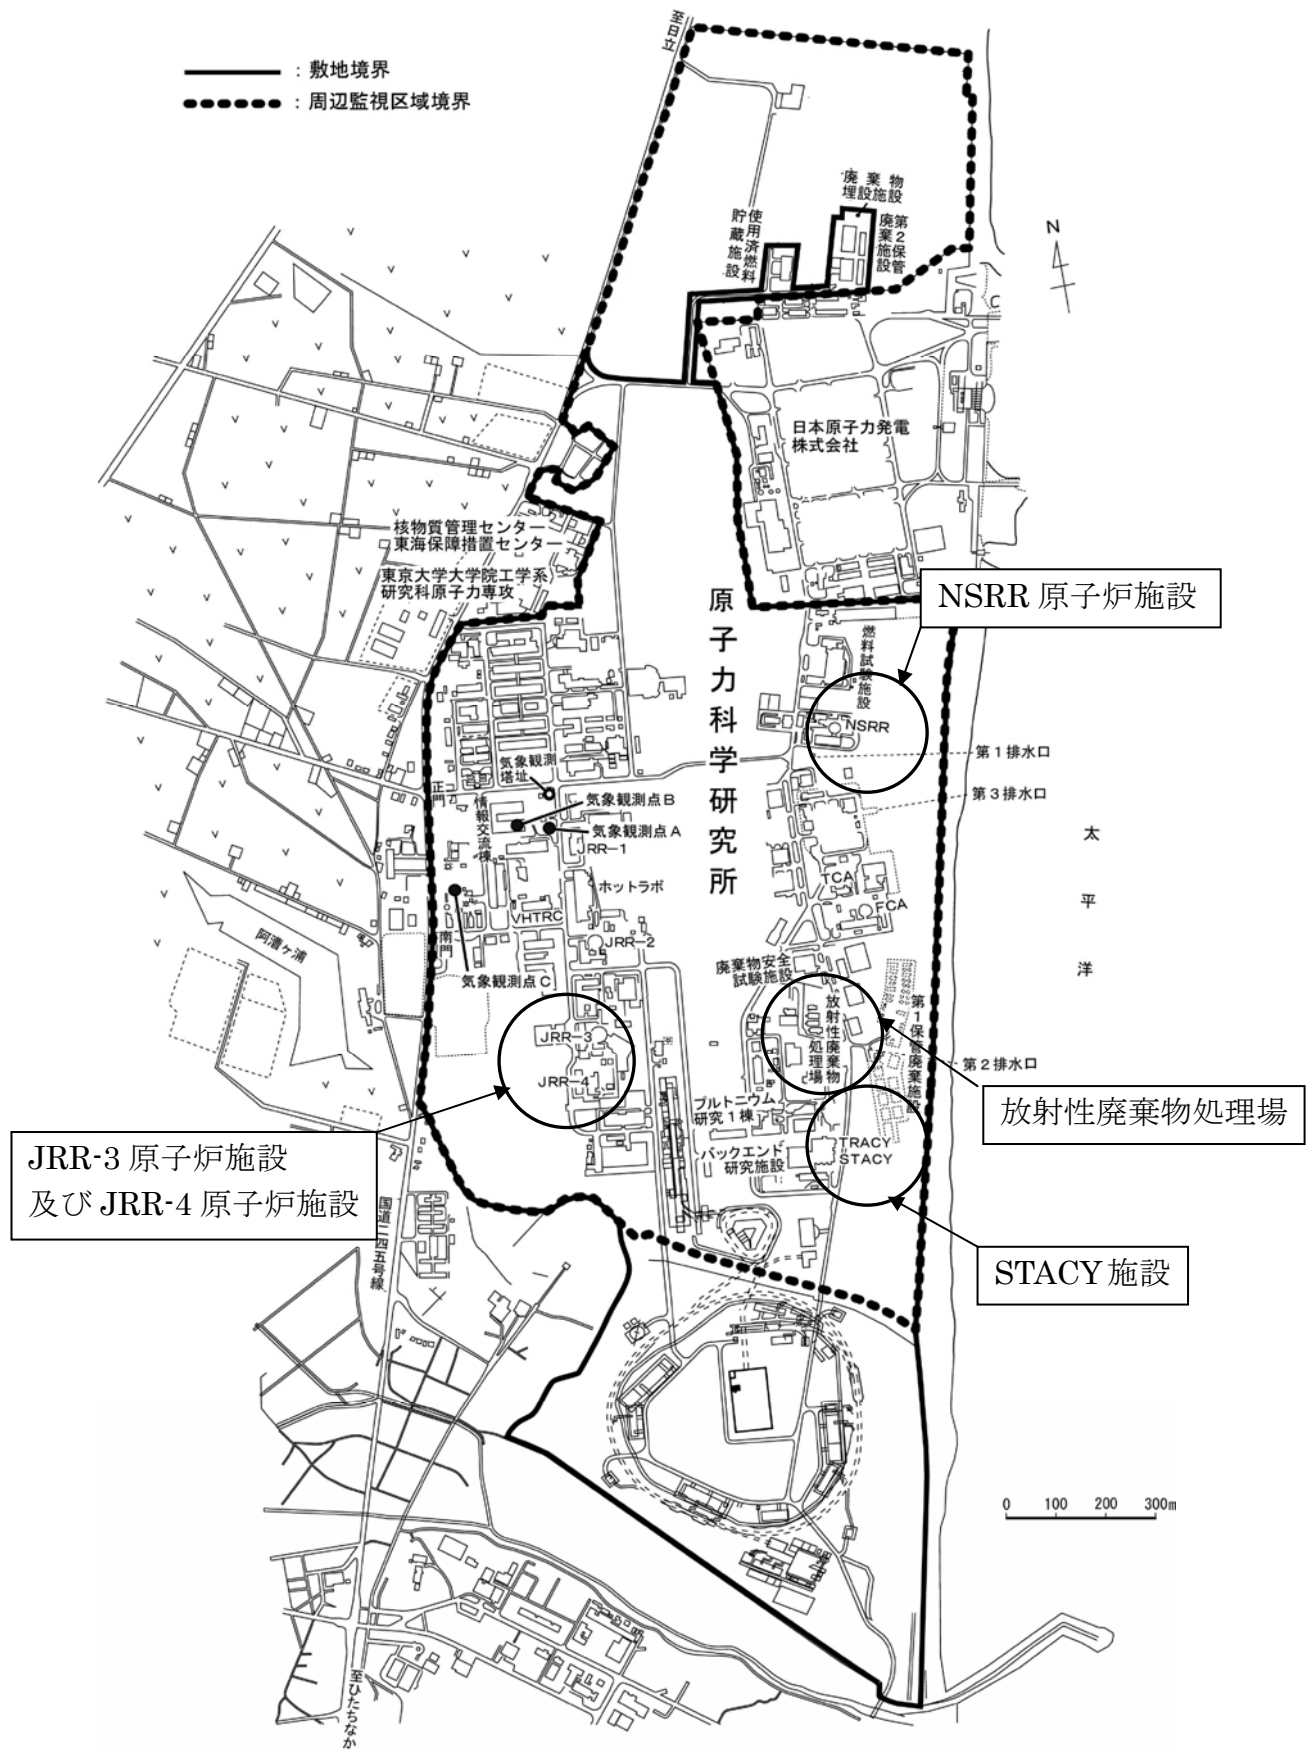 至日立
：敷地境界
：周辺監視区域境界
廃棄物
埋設施設
使用済燃料
貯蔵施設
第2保管
廃棄施設
N
日本原子力発電
株式会社
核物質管理センター
東海保障措置センター
東京大学大学院工学系
研究科原子力専攻
原子力科学研究所
NSRR 原子炉施設
燃料試験施設
NSRR
第1排水口
第3排水口
気象観測
塔址
正門
情報交流棟
気象観測点B
気象観測点A
JRR-1
太平洋
ホットラボ
TCA
FCA
VHTRC
JRR-2
南門
阿漕ヶ浦
気象観測点C
廃棄物安全
試験施設
放射性廃棄物
処理場
第1保管廃棄施設
JRR-3
JRR-4
第2排水口
プルトニウム
研究1棟
放射性廃棄物処理場
JRR-3 原子炉施設
及び JRR-4 原子炉施設
バックエンド
研究施設
TRACY
STACY
国道二四五号線
STACY 施設
0 100 200 300m
至ひたちなか